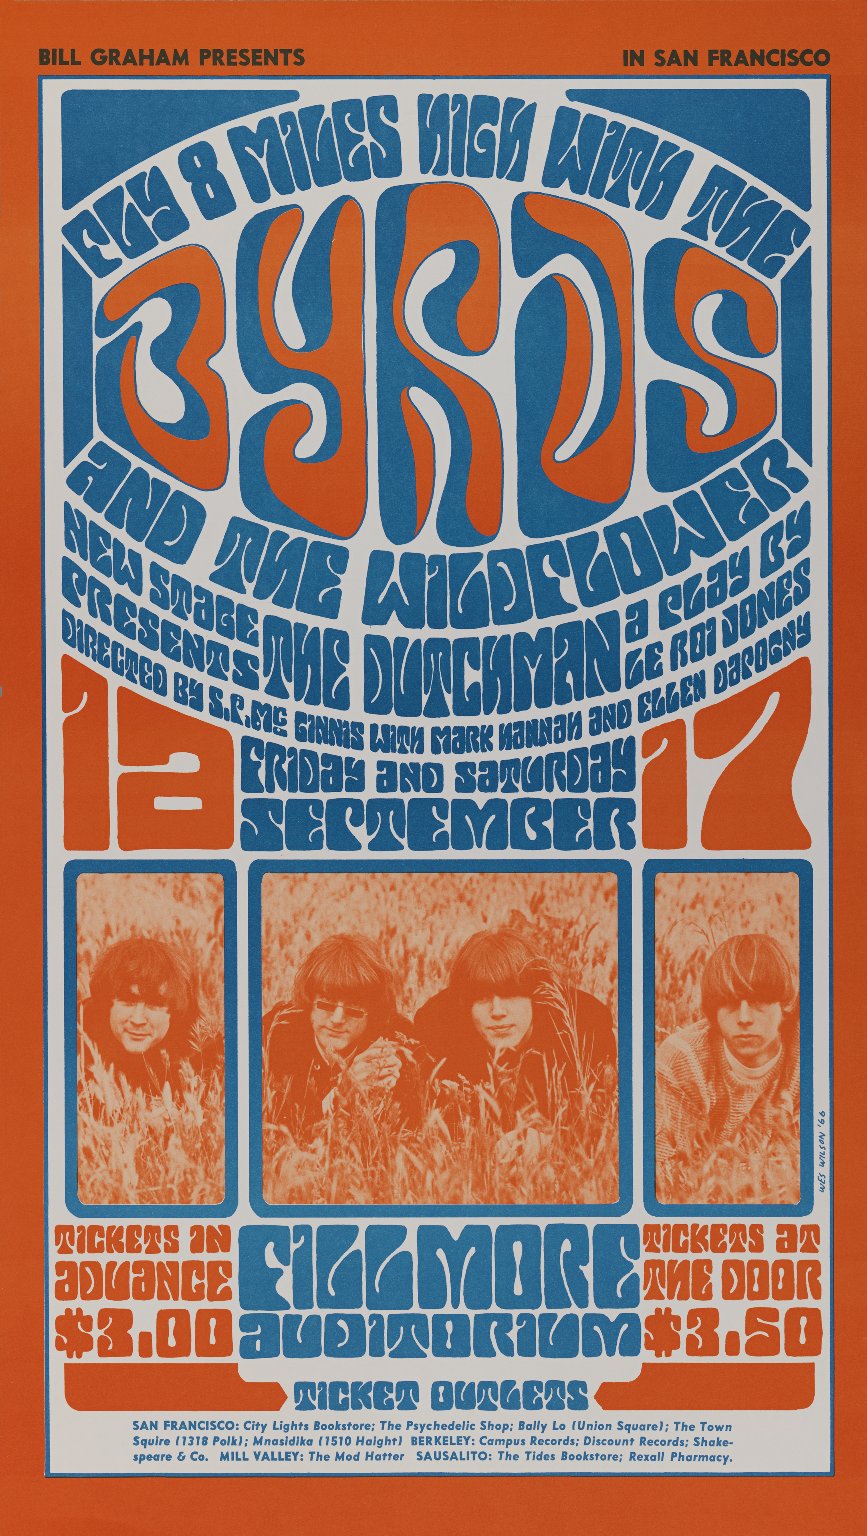 BILL GRAHAM PRESENTS
IN SAN FRANCISCO
FLY 8 MILES HIGH WITH THE
BYRDS
AND THE WILDFLOWER
NEW STAGE
PRESENTS
THE DUTCHMAN
A PLAY BY
LE ROI JONES
DIRECTED BY S.P.Mc GINNIS WITH MARK HANNAH AND ELLEN DAPOGNY
16
FRIDAY AND SATURDAY
SEPTEMBER
17
WES WILSON '66
TICKETS IN
ADVANCE
$3.00
FILLMORE
AUDITORIUM
TICKETS AT
THE DOOR
$3.50
TICKET OUTLETS
SAN FRANCISCO: City Lights Bookstore; The Psychedelic Shop; Bally Lo (Union Square); The Town
Squire (1318 Polk); Mnasidika (1510 Haight) BERKELEY: Campus Records; Discount Records; Shake-
speare & Co. MILL VALLEY: The Mod Hatter SAUSALITO: The Tides Bookstore; Rexall Pharmacy.